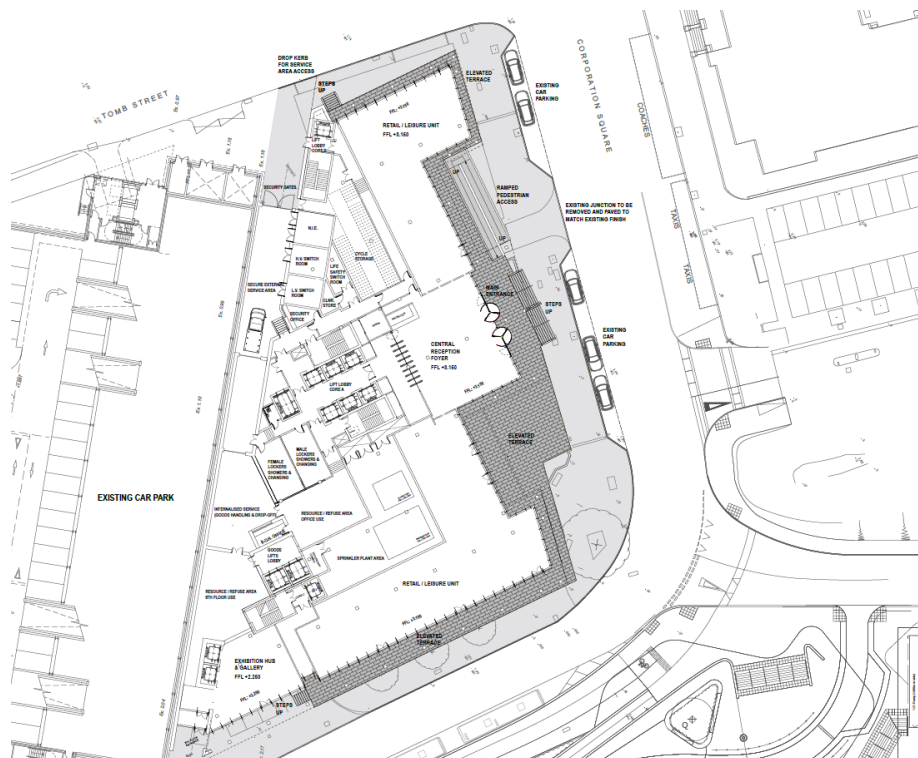 DROP KERB
FOR SERVICE
AREA ACCESS
STEPS
UP
ELEVATED
TERRACE
CORPORATION SQUARE
COACHES
EXISTING
CAR
PARKING
TOMB STREET
RETAIL / LEISURE UNIT
FFL +3.150
LIFT
LOBBY
CORE B
SECURITY GATES
UP
RAMPED
PEDESTRIAN
ACCESS
EXISTING JUNCTION TO BE
REMOVED AND PAVED TO
MATCH EXISTING FINISH
TAXIS
TAXIS
N.I.E.
UP
H.V. SWITCH
ROOM
LIFE
SAFETY
SWITCH
ROOM
CYCLE
STORAGE
SECURE EXTERNAL
SERVICE AREA
L.V. SWITCH
ROOM
MAIN
ENTRANCE
STEPS
UP
SECURITY
OFFICE
EXISTING
CAR
PARKING
CENTRAL
RECEPTION
FOYER
FFL +3.150
LIFT LOBBY
CORE A
ELEVATED
TERRACE
MALE
LOCKERS
SHOWERS &
CHANGING
FEMALE
LOCKERS
SHOWERS &
CHANGING
EXISTING CAR PARK
INTERNALISED SERVICE
(GOODS HANDLING & DROP-OFF)
RESOURCE / REFUSE AREA
OFFICE USE
GOODS
LIFTS
LOBBY
SPRINKLER PLANT AREA
RETAIL / LEISURE UNIT
RESOURCE / REFUSE AREA
ELEVATED
TERRACE
EXHIBITION HUB
& GALLERY
FFL +2.250
STEPS
UP